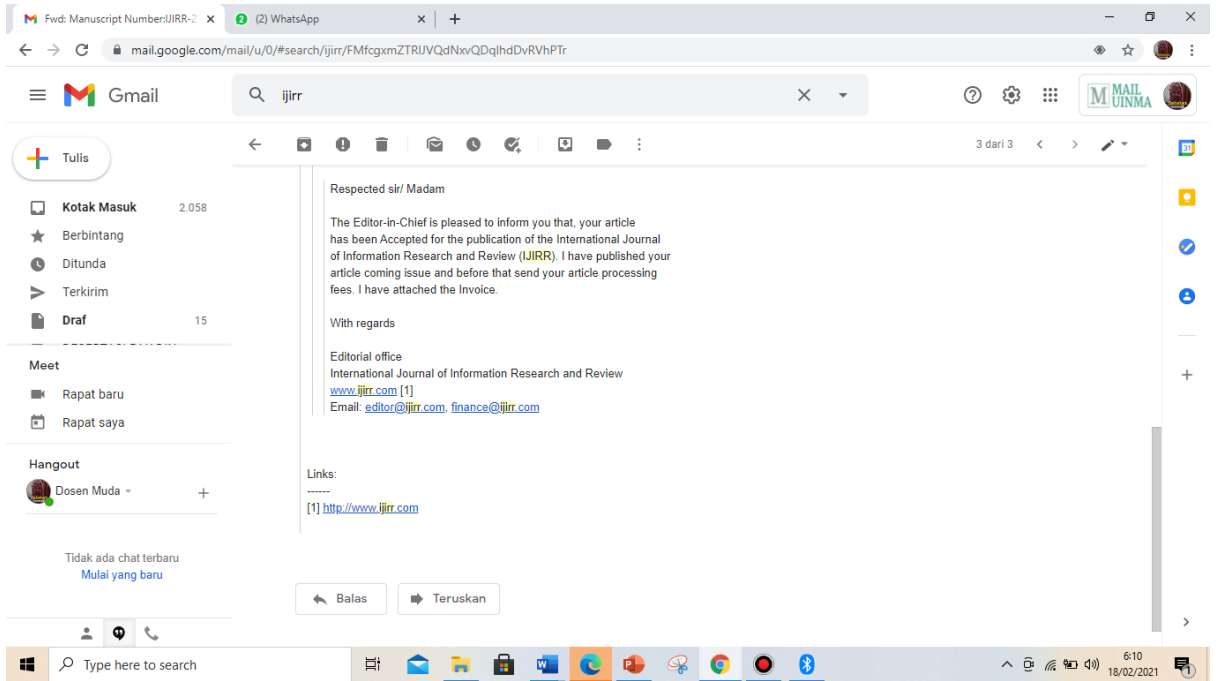 Fwd: Manuscript Number:IJIRR-2
(2) WhatsApp
mail.google.com/mail/u/0/#search/ijirr/
Gmail
ijirr
MAIL
UINMA
Tulis
3 dari 3
Kotak Masuk 2.058
Berbintang
Ditunda
Terkirim
Draf 15
Meet
Rapat baru
Rapat saya
Hangout
Dosen Muda
Tidak ada chat terbaru
Mulai yang baru
Respected sir/ Madam
The Editor-in-Chief is pleased to inform you that, your article
has been Accepted for the publication of the International Journal
of Information Research and Review (IJIRR). I have published your
article coming issue and before that send your article processing
fees. I have attached the Invoice.
With regards
Editorial office
International Journal of Information Research and Review
www.ijirr.com [1]
Email: editor@ijirr.com, finance@ijirr.com
Links:
------
[1] http://www.ijirr.com
Balas
Teruskan
Type here to search
6:10
18/02/2021